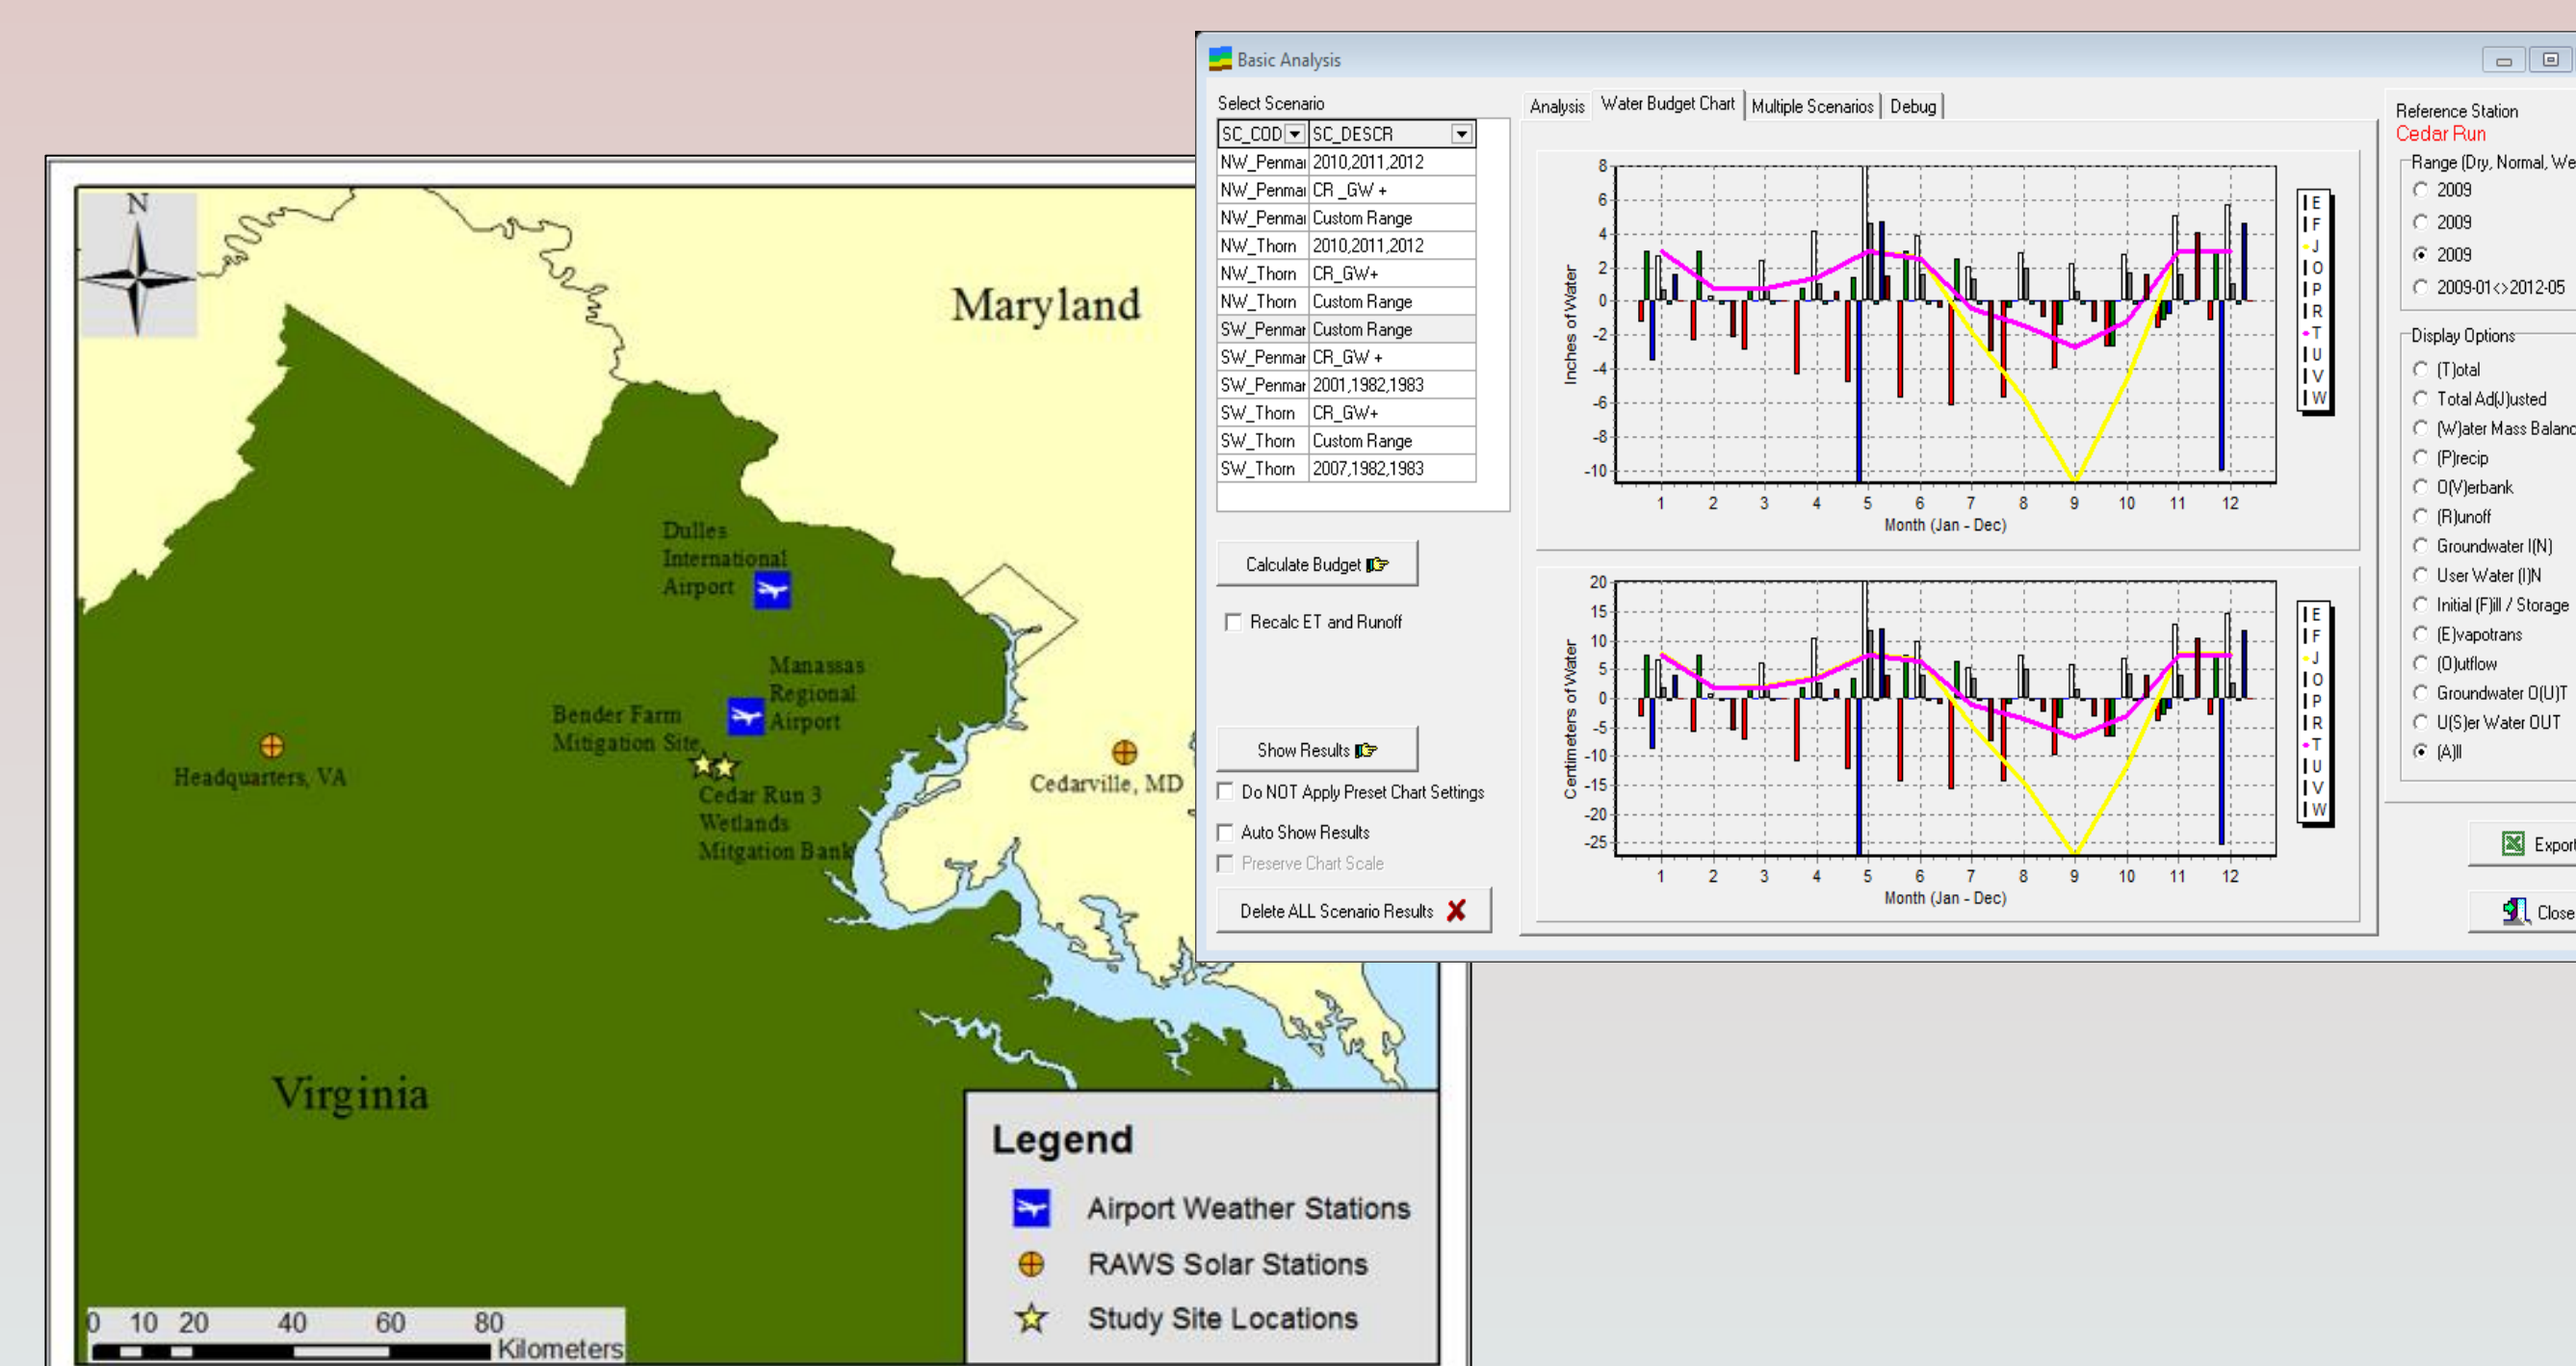 N
Maryland
Dulles
International
Airport
Manassas
Regional
Airport
Bender Farm
Mitigation Site
Headquarters, VA
Cedarville, MD
Cedar Run 3
Wetlands
Mitgation Bank
Virginia
Legend
Airport Weather Stations
RAWS Solar Stations
Study Site Locations
0 10 20 40 60 80
Kilometers
Basic Analysis
Select Scenario
SC_COD SC_DESCR
NW_Penmar 2010,2011,2012
NW_Penmar CR _GW +
NW_Penmar Custom Range
NW_Thorn 2010,2011,2012
NW_Thorn CR_GW+
NW_Thorn Custom Range
SW_Penmar Custom Range
SW_Penmar CR_GW +
SW_Penmar 2001,1982,1983
SW_Thorn CR_GW+
SW_Thorn Custom Range
SW_Thorn 2007,1982,1983
Calculate Budget
Recalc ET and Runoff
Show Results
Do NOT Apply Preset Chart Settings
Auto Show Results
Preserve Chart Scale
Delete ALL Scenario Results
Analysis Water Budget Chart Multiple Scenarios Debug
Inches of Water
8
6
4
2
0
-2
-4
-6
-8
-10
1 2 3 4 5 6 7 8 9 10 11 12
Month (Jan - Dec)
E
F
J
O
P
R
T
U
V
W
Centimeters of Water
20
15
10
5
0
-5
-10
-15
-20
-25
1 2 3 4 5 6 7 8 9 10 11 12
Month (Jan - Dec)
E
F
J
O
P
R
T
U
V
W
Reference Station
Cedar Run
Range (Dry, Normal, We
2009
2009
2009
2009-01<>2012-05
Display Options
(T)otal
Total Ad(J)usted
(W)ater Mass Balanc
(P)recip
O(V)erbank
(R)unoff
Groundwater I(N)
User Water (I)N
Initial (F)ill / Storage
(E)vapotrans
(O)utflow
Groundwater O(U)T
U(S)er Water OUT
(A)ll
Export
Close